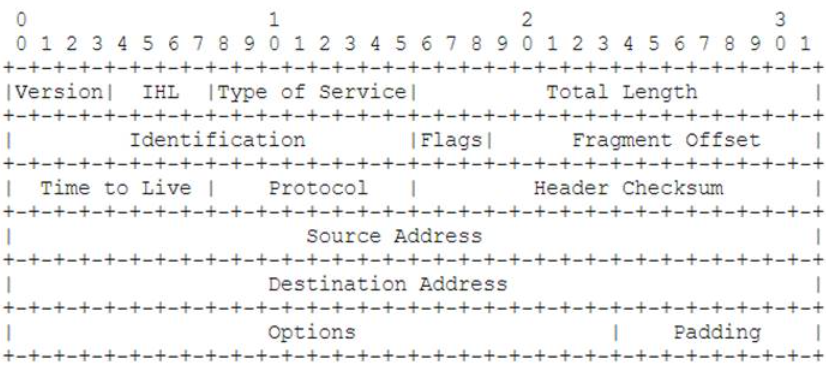 0                   1                   2                   3
 0 1 2 3 4 5 6 7 8 9 0 1 2 3 4 5 6 7 8 9 0 1 2 3 4 5 6 7 8 9 0 1
+-+-+-+-+-+-+-+-+-+-+-+-+-+-+-+-+-+-+-+-+-+-+-+-+-+-+-+-+-+-+-+-+
|Version|  IHL  |Type of Service|          Total Length         |
+-+-+-+-+-+-+-+-+-+-+-+-+-+-+-+-+-+-+-+-+-+-+-+-+-+-+-+-+-+-+-+-+
|         Identification        |Flags|      Fragment Offset    |
+-+-+-+-+-+-+-+-+-+-+-+-+-+-+-+-+-+-+-+-+-+-+-+-+-+-+-+-+-+-+-+-+
|  Time to Live |    Protocol   |         Header Checksum       |
+-+-+-+-+-+-+-+-+-+-+-+-+-+-+-+-+-+-+-+-+-+-+-+-+-+-+-+-+-+-+-+-+
|                       Source Address                          |
+-+-+-+-+-+-+-+-+-+-+-+-+-+-+-+-+-+-+-+-+-+-+-+-+-+-+-+-+-+-+-+-+
|                    Destination Address                        |
+-+-+-+-+-+-+-+-+-+-+-+-+-+-+-+-+-+-+-+-+-+-+-+-+-+-+-+-+-+-+-+-+
|                    Options                    |    Padding    |
+-+-+-+-+-+-+-+-+-+-+-+-+-+-+-+-+-+-+-+-+-+-+-+-+-+-+-+-+-+-+-+-+